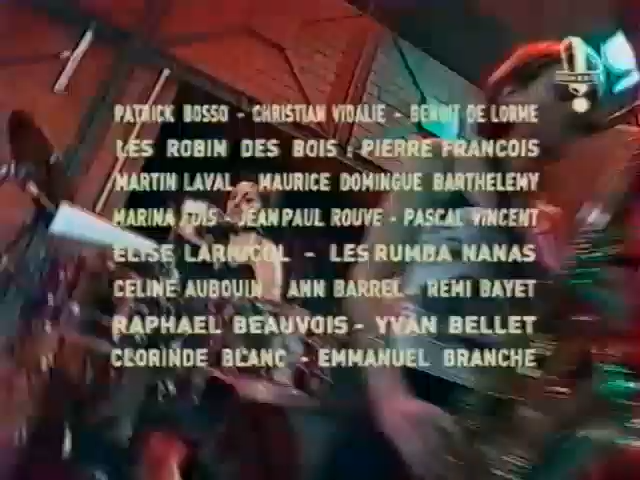 PATRICK BOSSO - CHRISTIAN VIDALIE - BENOIT DE LORME
LES ROBIN DES BOIS - PIERRE FRANCOIS
MARTIN LAVAL - MAURICE DOMINGUE BARTHELEMY
MARINA FOIS - JEAN PAUL ROUVE - PASCAL VINCENT
ELISE LARNICOL - LES RUMBA NANAS
CELINE AUBOUIN - ANN BARREL - REMI BAYET
RAPHAEL BEAUVOIS - YVAN BELLET
CLORINDE BLANC - EMMANUEL BRANCHE